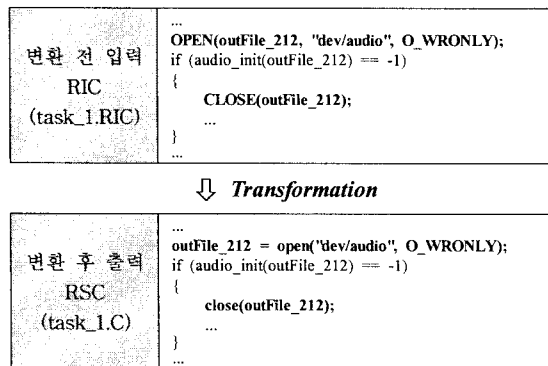 변환 전 입력
RIC
(task_1.RIC)
...
OPEN(outFile_212, "dev/audio", O_WRONLY);
if (audio_init(outFile_212) == -1)
{
CLOSE(outFile_212);
...
}
...
Transformation
변환 후 출력
RSC
(task_1.C)
...
outFile_212 = open("dev/audio", O_WRONLY);
if (audio_init(outFile_212) == -1)
{
close(outFile_212);
...
}
...